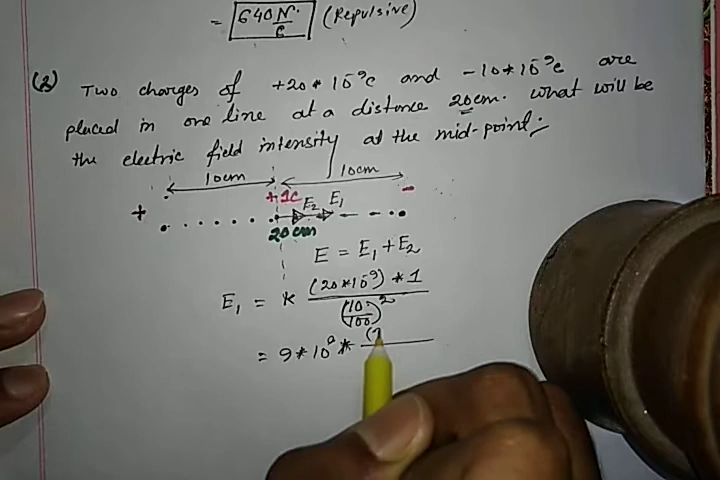 = 640 N/C (Repulsive)
(2) Two charges of +20*10⁻⁹c and -10*10⁻⁹c are
placed in one line at a distance 20cm. what will be
the electric field intensity at the mid-point:-
10cm 10cm
+1C -
+ E₂ E₁
20cm
E = E₁ + E₂
E₁ = K (20*10⁻⁹)*1 / (10/100)²
= 9*10⁹ * (2